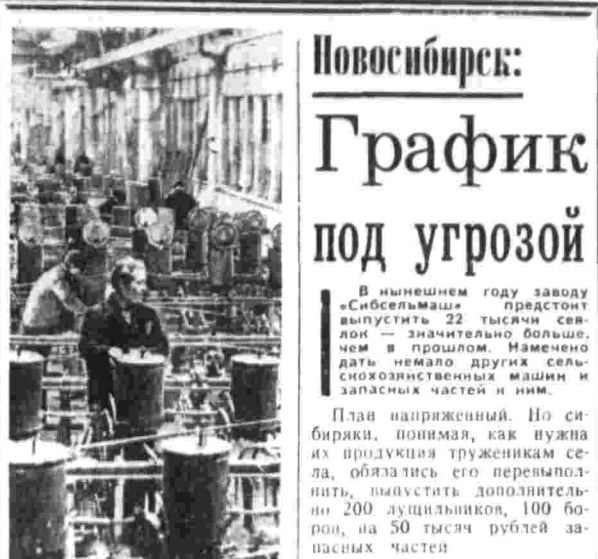 Новосибирск:
График
под угрозой
В нынешнем году заводу
«Сибсельмаш» предстоит
выпустить 22 тысячи сея-
лок — значительно больше,
чем в прошлом. Намечено
дать немало других сель-
скохозяйственных машин и
запасных частей к ним.
План напряженный. Но си-
биряки, понимая, как нужна
их продукция труженикам се-
ла, обязались его перевыпол-
нить, выпустить дополнитель-
но 200 лущильников, 100 бо-
рон, на 50 тысяч рублей за-
пасных частей